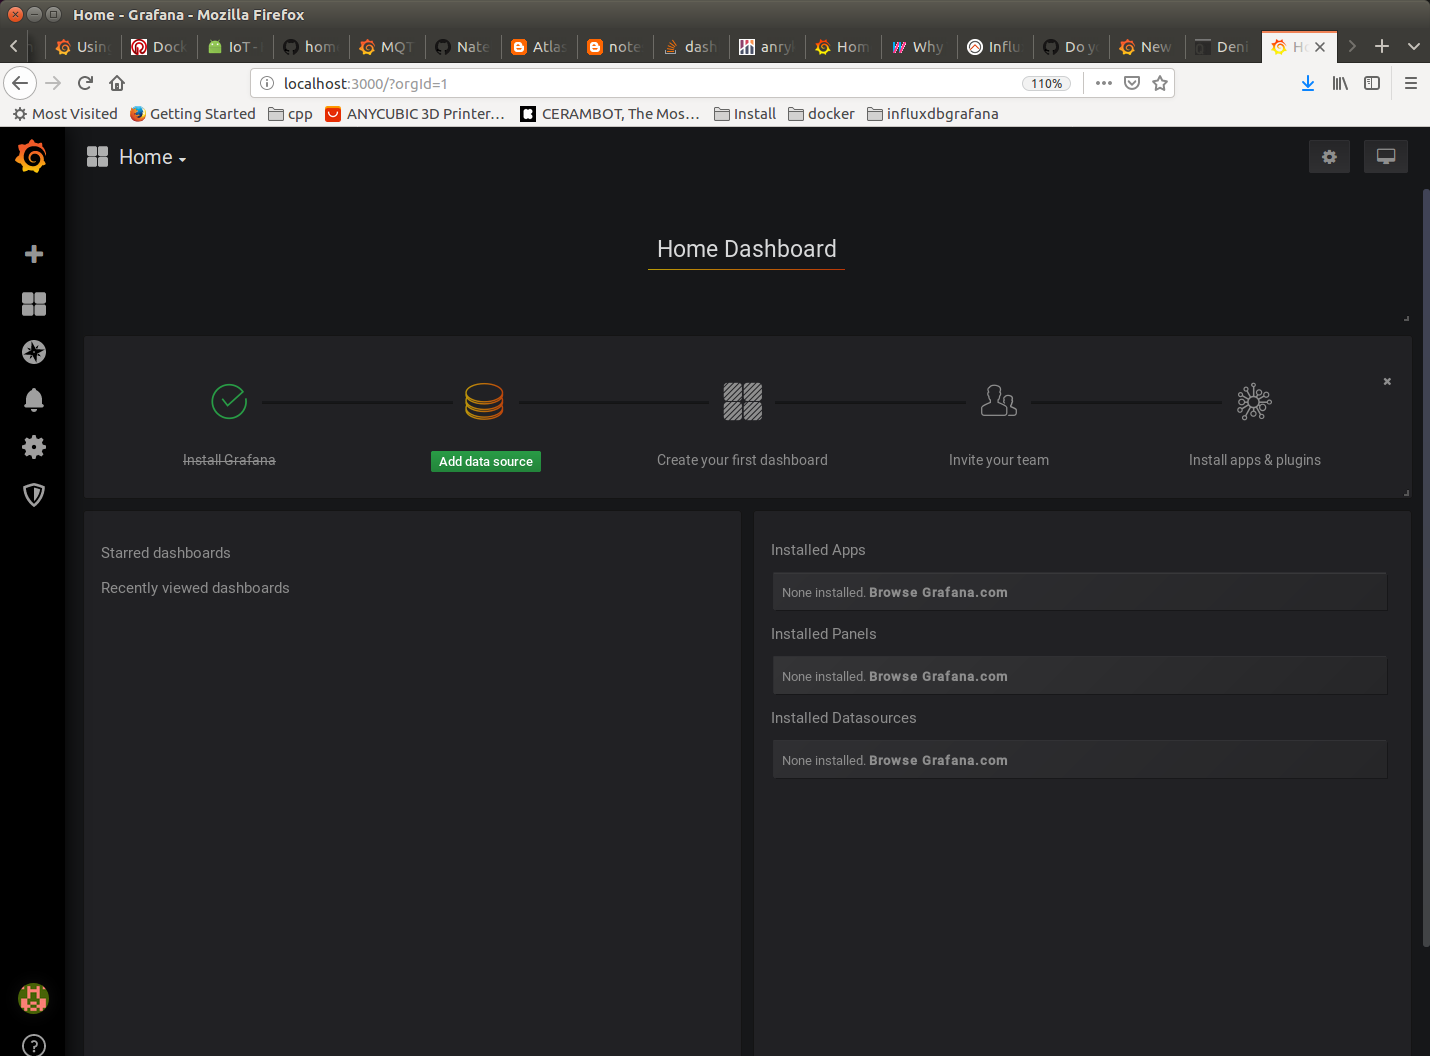 Home - Grafana - Mozilla Firefox
Using Dock IoT - home MQT Nate Atlas note dash anry Home Why Influ Do yo New Deni Ho
localhost:3000/?orgId=1 110%
Most Visited Getting Started cpp ANYCUBIC 3D Printer... CERAMBOT, The Mos... Install docker influxdbgrafana
Home
Home Dashboard
Install Grafana
Add data source
Create your first dashboard
Invite your team
Install apps & plugins
Starred dashboards
Recently viewed dashboards
Installed Apps
None installed. Browse Grafana.com
Installed Panels
None installed. Browse Grafana.com
Installed Datasources
None installed. Browse Grafana.com